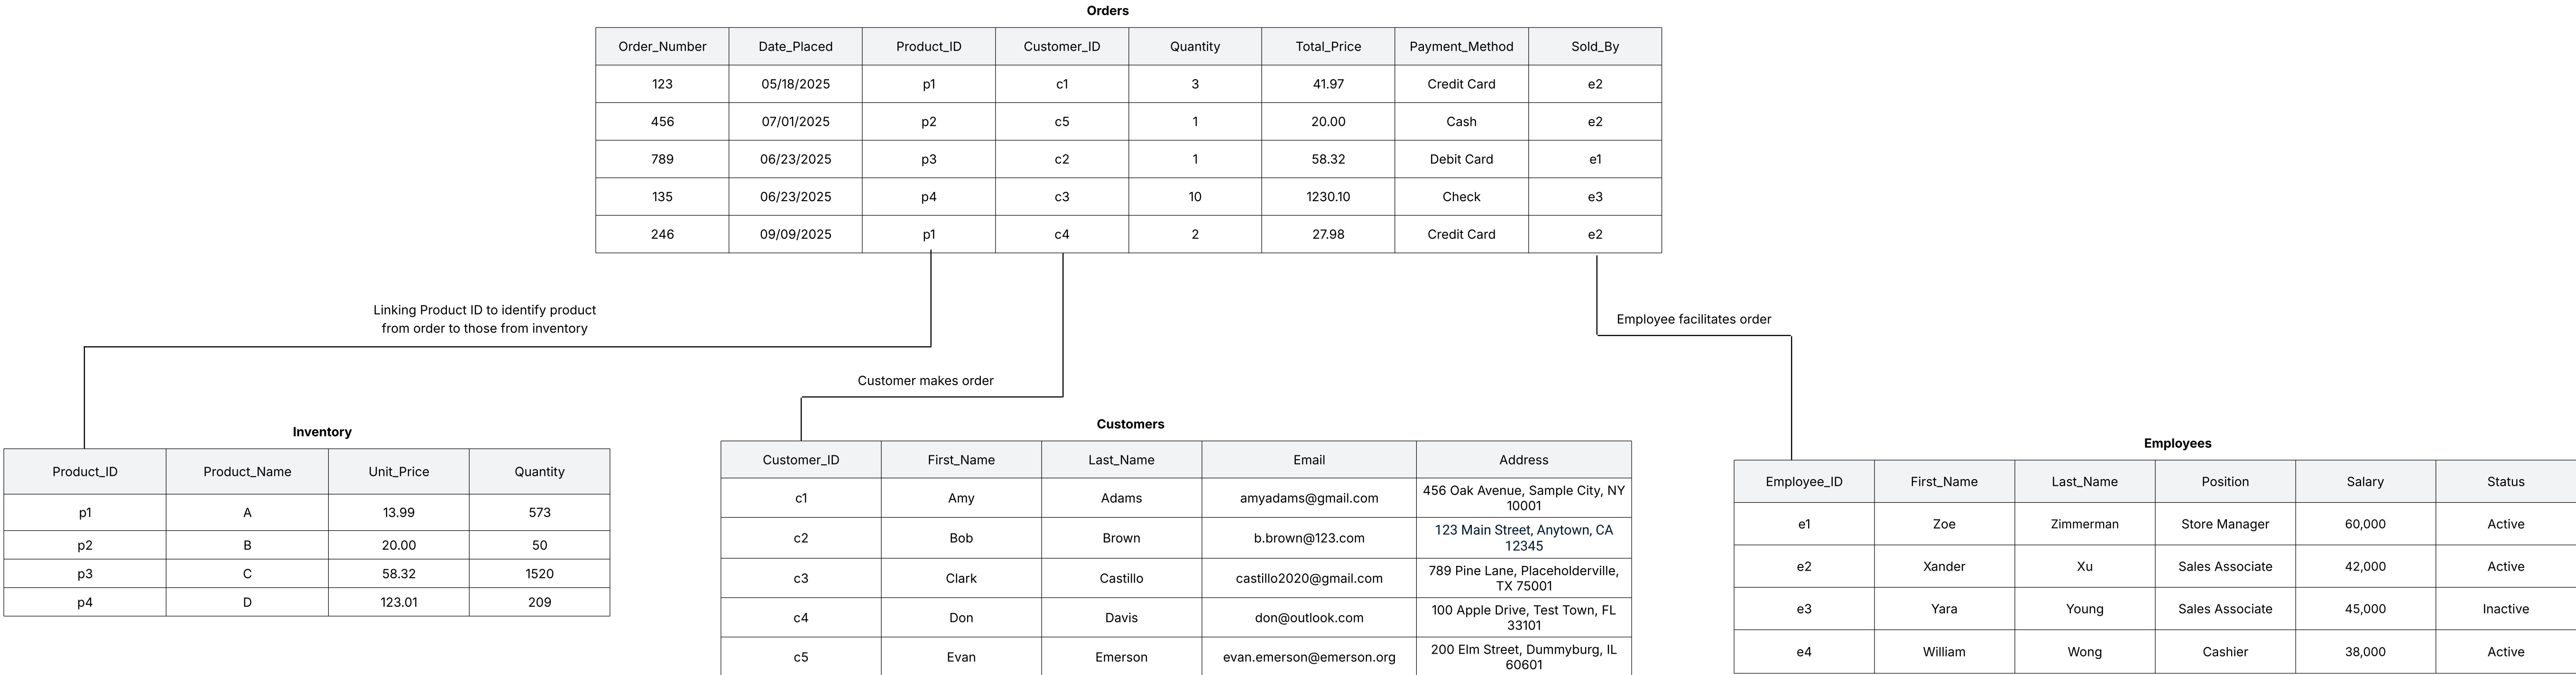 Orders
Order_Number Date_Placed Product_ID Customer_ID Quantity Total_Price Payment_Method Sold_By
123 05/18/2025 p1 c1 3 41.97 Credit Card e2
456 07/01/2025 p2 c5 1 20.00 Cash e2
789 06/23/2025 p3 c2 1 58.32 Debit Card e1
135 06/23/2025 p4 c3 10 1230.10 Check e3
246 09/09/2025 p1 c4 2 27.98 Credit Card e2
Linking Product ID to identify product
from order to those from inventory
Customer makes order
Employee facilitates order
Inventory
Product_ID Product_Name Unit_Price Quantity
p1 A 13.99 573
p2 B 20.00 50
p3 C 58.32 1520
p4 D 123.01 209
Customers
Customer_ID First_Name Last_Name Email Address
c1 Amy Adams amyadams@gmail.com 456 Oak Avenue, Sample City, NY
10001
c2 Bob Brown b.brown@123.com 123 Main Street, Anytown, CA
12345
c3 Clark Castillo castillo2020@gmail.com 789 Pine Lane, Placeholderville,
TX 75001
c4 Don Davis don@outlook.com 100 Apple Drive, Test Town, FL
33101
c5 Evan Emerson evan.emerson@emerson.org 200 Elm Street, Dummyburg, IL
60601
Employees
Employee_ID First_Name Last_Name Position Salary Status
e1 Zoe Zimmerman Store Manager 60,000 Active
e2 Xander Xu Sales Associate 42,000 Active
e3 Yara Young Sales Associate 45,000 Inactive
e4 William Wong Cashier 38,000 Active